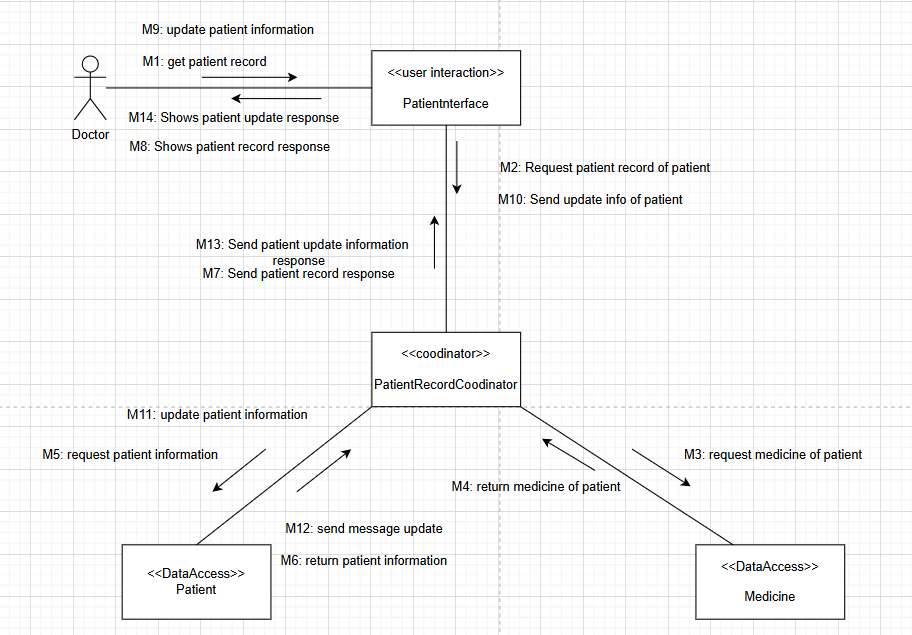 M9: update patient information
M1: get patient record
<<user interaction>>
PatientnIerface
M14: Shows patient update response
Doctor
M8: Shows patient record response
M2: Request patient record of patient
M10: Send update info of patient
M13: Send patient update information
response
M7: Send patient record response
<<coodinator>>
PatientRecordCoodinator
M11: update patient information
M5: request patient information
M3: request medicine of patient
M4: return medicine of patient
M12: send message update
M6: return patient information
<<DataAccess>>
Patient
<<DataAccess>>
Medicine